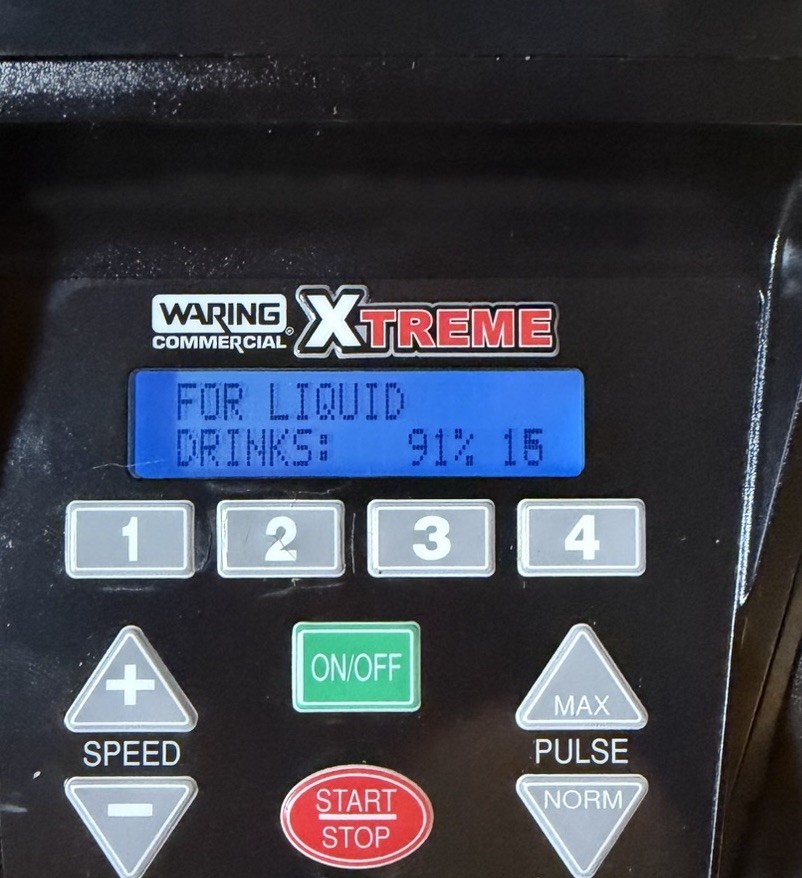 WARING
COMMERCIAL®
XTREME
FOR LIQUID
DRINKS: 91%
1 2 3 4
+
ON/OFF
MAX
SPEED
PULSE
-
START
STOP
NORM